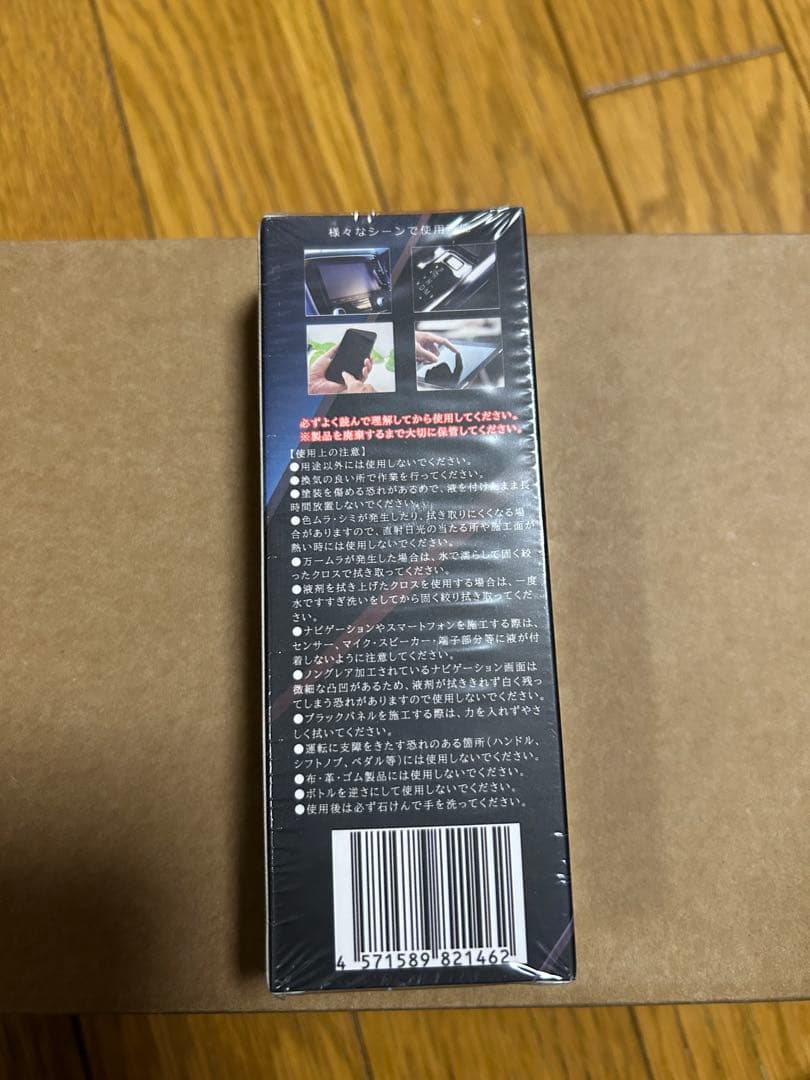 様々なシーンで使用
必ずよく読んで理解してから使用してください。
※製品を廃棄するまで大切に保管してください。
【使用上の注意】
●用途以外には使用しないでください。
●換気の良い所で作業を行ってください。
●塗装を傷める恐れがあるので、液を付けたまま長
時間放置しないでください。
●色ムラ・シミが発生したり、拭き取りにくくなる場
合がありますので、直射日光の当たる所や施工面が
熱い時には使用しないでください。
●万一ムラが発生した場合は、水で濡らして固く絞
ったクロスで拭き取ってください。
●液剤を拭き上げたクロスを使用する場合は、一度
水ですすぎ洗いをしてから固く絞り拭き取ってくだ
さい。
●ナビゲーションやスマートフォンを施工する際は、
センサー、マイク・スピーカー・端子部分等に液が付
着しないように注意してください。
●ノングレア加工されているナビゲーション画面は
微細な凸凹があるため、液剤が拭ききれず白く残っ
てしまう恐れがありますので使用しないでください。
●ブラックパネルを施工する際は、力を入れずやさ
しく拭いてください。
●運転に支障をきたす恐れのある箇所(ハンドル、
シフトノブ、ペダル等)には使用しないでください。
●布・革・ゴム製品には使用しないでください。
●ボトルを逆さにして使用しないでください。
●使用後は必ず石けんで手を洗ってください。
4 571589 821462